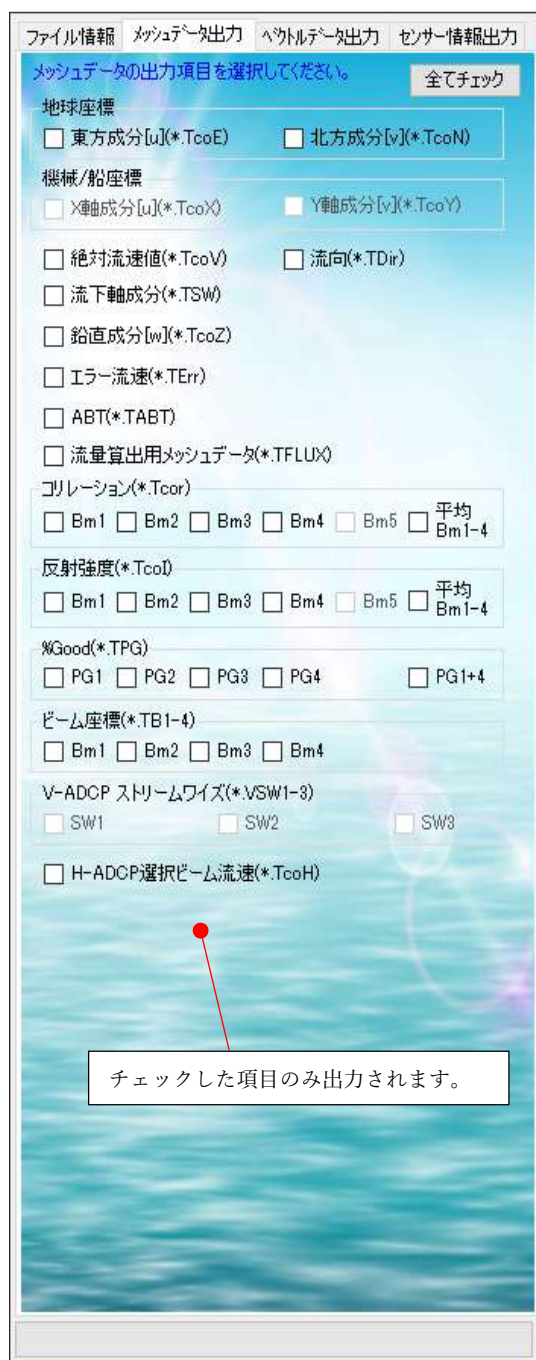 ファイル情報 メッシュデータ出力 ベクトルデータ出力 センサー情報出力
メッシュデータの出力項目を選択してください。 全てチェック
地球座標
東方成分[u](*.TcoE) 北方成分[v](*.TcoN)
機械/船座標
X軸成分[u](*.TcoX) Y軸成分[v](*.TcoY)
絶対流速値(*.TcoV) 流向(*.TDir)
流下軸成分(*.TSW)
鉛直成分[w](*.TcoZ)
エラー流速(*.TErr)
ABT(*.TABT)
流量算出用メッシュデータ(*.TFLUX)
コリレーション(*.Tcor)
Bm1 Bm2 Bm3 Bm4 Bm5 平均
Bm1-4
反射強度(*.TcoI)
Bm1 Bm2 Bm3 Bm4 Bm5 平均
Bm1-4
%Good(*.TPG)
PG1 PG2 PG3 PG4 PG1+4
ビーム座標(*.TB1-4)
Bm1 Bm2 Bm3 Bm4
V-ADCP ストリームワイズ(*.VSW1-3)
SW1 SW2 SW3
H-ADCP選択ビーム流速(*.TcoH)
チェックした項目のみ出力されます。